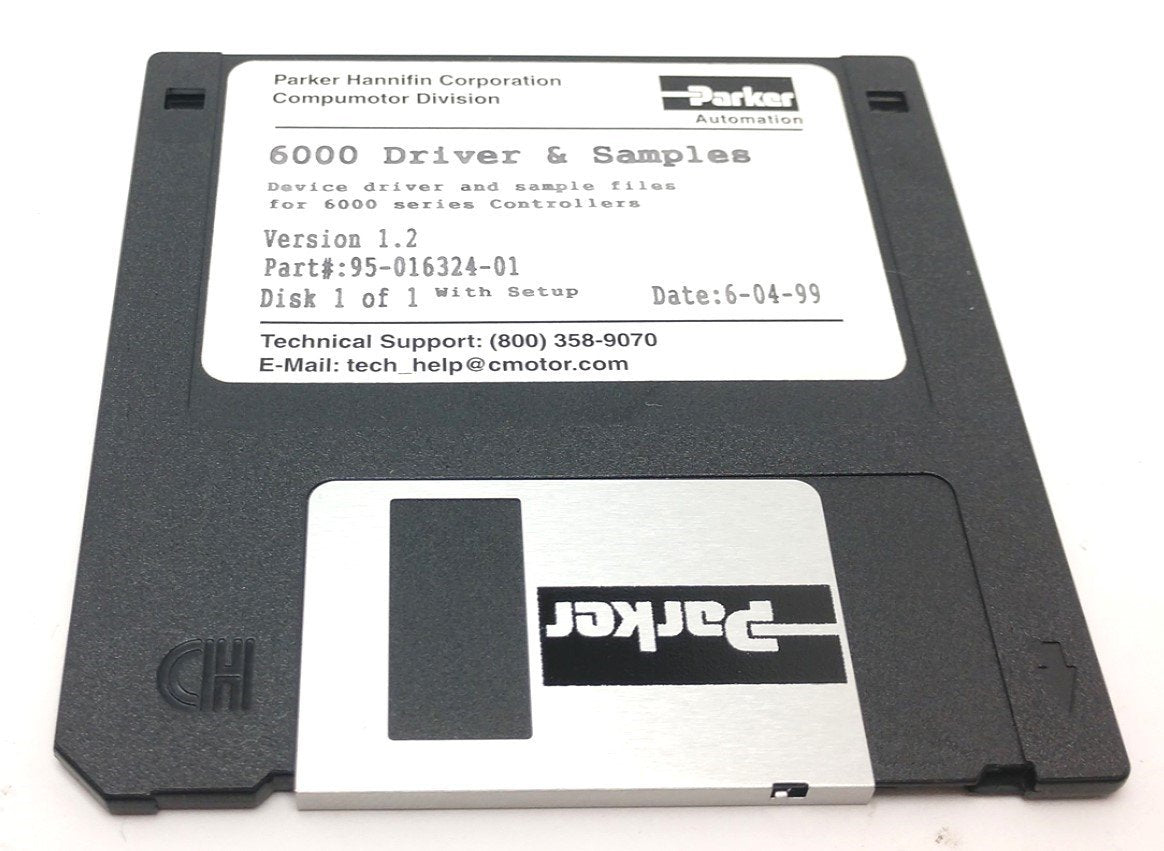 Parker Hannifin Corporation
Compumotor Division
Parker
Automation
6000 Driver & Samples
Device driver and sample files
for 6000 series Controllers
Version 1.2
Part#:95-016324-01
Disk 1 of 1 With Setup Date:6-04-99
Technical Support: (800) 358-9070
E-Mail: tech_help@cmotor.com
Parker